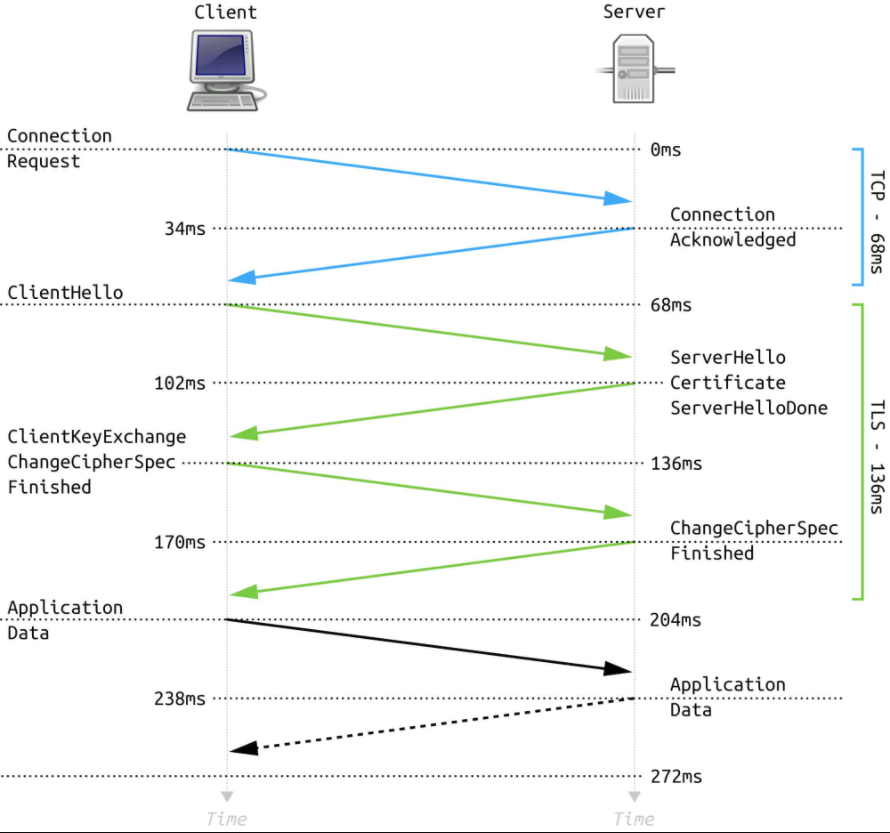 Client
Server
Connection
Request
0ms
34ms
Connection
Acknowledged
TCP - 68ms
ClientHello
68ms
102ms
ServerHello
Certificate
ServerHelloDone
ClientKeyExchange
ChangeCipherSpec
Finished
136ms
TLS - 136ms
170ms
ChangeCipherSpec
Finished
Application
Data
204ms
238ms
Application
Data
272ms
Time
Time